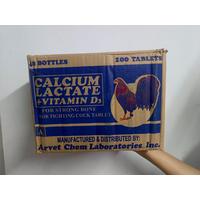 48 BOTTLES 200 TABLETS
CALCIUM
LACTATE
+VITAMIN D3
FOR STRONG BONE
FOR FIGHTING COCK TABLET
MANUFACTURED & DISTRIBUTED BY:
Arvet Chem Laboratories, Inc.